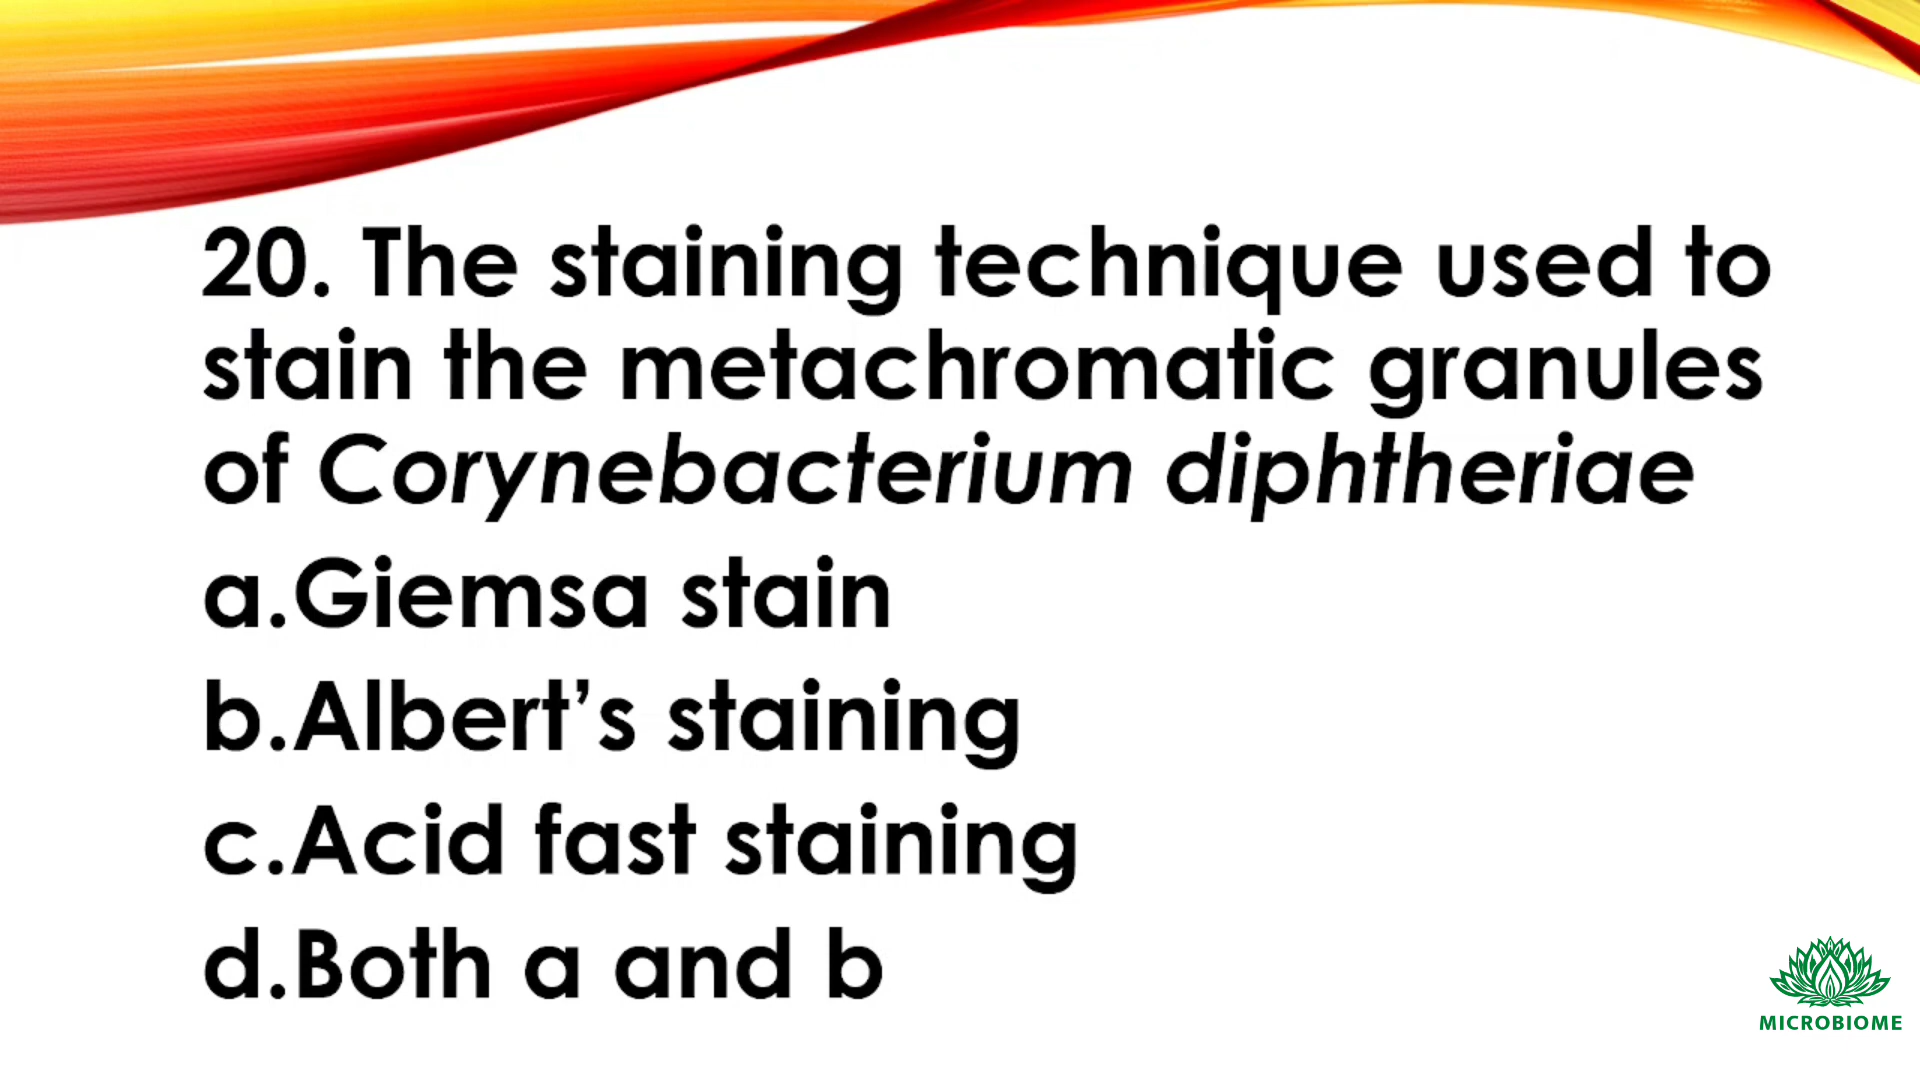 20. The staining technique used to
stain the metachromatic granules
of Corynebacterium diphtheriae
a.Giemsa stain
b.Albert’s staining
c.Acid fast staining
d.Both a and b
MICROBIOME